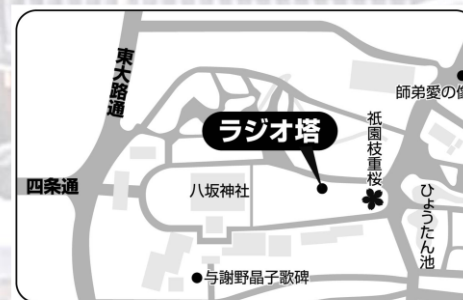 東大路通
師弟愛の像
ラジオ塔
祇園枝垂桜
四条通
八坂神社
ひょうたん池
与謝野晶子歌碑